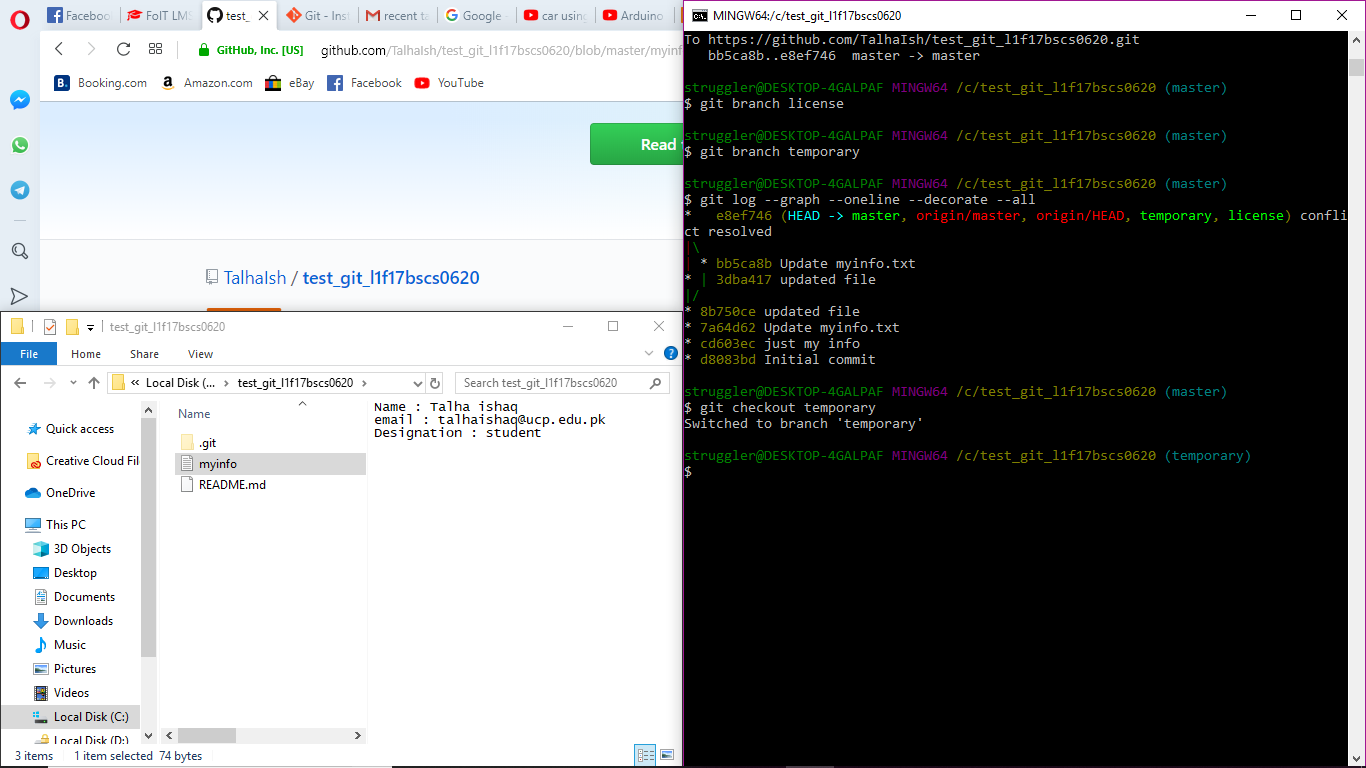 Faceboo
FoIT LMS
test_
Git - Inst
recent ta
Google -
car using
Arduino
GitHub, Inc. [US]
github.com/TalhaIsh/test_git_l1f17bscs0620/blob/master/myinfo
Booking.com
Amazon.com
eBay
Facebook
YouTube
Read
TalhaIsh / test_git_l1f17bscs0620
test_git_l1f17bscs0620
File
Home
Share
View
« Local Disk (... > test_git_l1f17bscs0620 >
Search test_git_l1f17bscs0620
Quick access
Creative Cloud Fil
OneDrive
This PC
3D Objects
Desktop
Documents
Downloads
Music
Pictures
Videos
Local Disk (C:)
Local Disk (D:)
Name
.git
myinfo
README.md
Name : Talha ishaq
email : talhaishaq@ucp.edu.pk
Designation : student
3 items
1 item selected 74 bytes
MINGW64:/c/test_git_l1f17bscs0620
To https://github.com/TalhaIsh/test_git_l1f17bscs0620.git
bb5ca8b..e8ef746 master -> master
struggler@DESKTOP-4GALPAF MINGW64 /c/test_git_l1f17bscs0620 (master)
$ git branch license
struggler@DESKTOP-4GALPAF MINGW64 /c/test_git_l1f17bscs0620 (master)
$ git branch temporary
struggler@DESKTOP-4GALPAF MINGW64 /c/test_git_l1f17bscs0620 (master)
$ git log --graph --oneline --decorate --all
* e8ef746 (HEAD -> master, origin/master, origin/HEAD, temporary, license) confli
ct resolved
|\
| * bb5ca8b Update myinfo.txt
* | 3dba417 updated file
|/
* 8b750ce updated file
* 7a64d62 Update myinfo.txt
* cd603ec just my info
* d8083bd Initial commit
struggler@DESKTOP-4GALPAF MINGW64 /c/test_git_l1f17bscs0620 (master)
$ git checkout temporary
Switched to branch 'temporary'
struggler@DESKTOP-4GALPAF MINGW64 /c/test_git_l1f17bscs0620 (temporary)
$